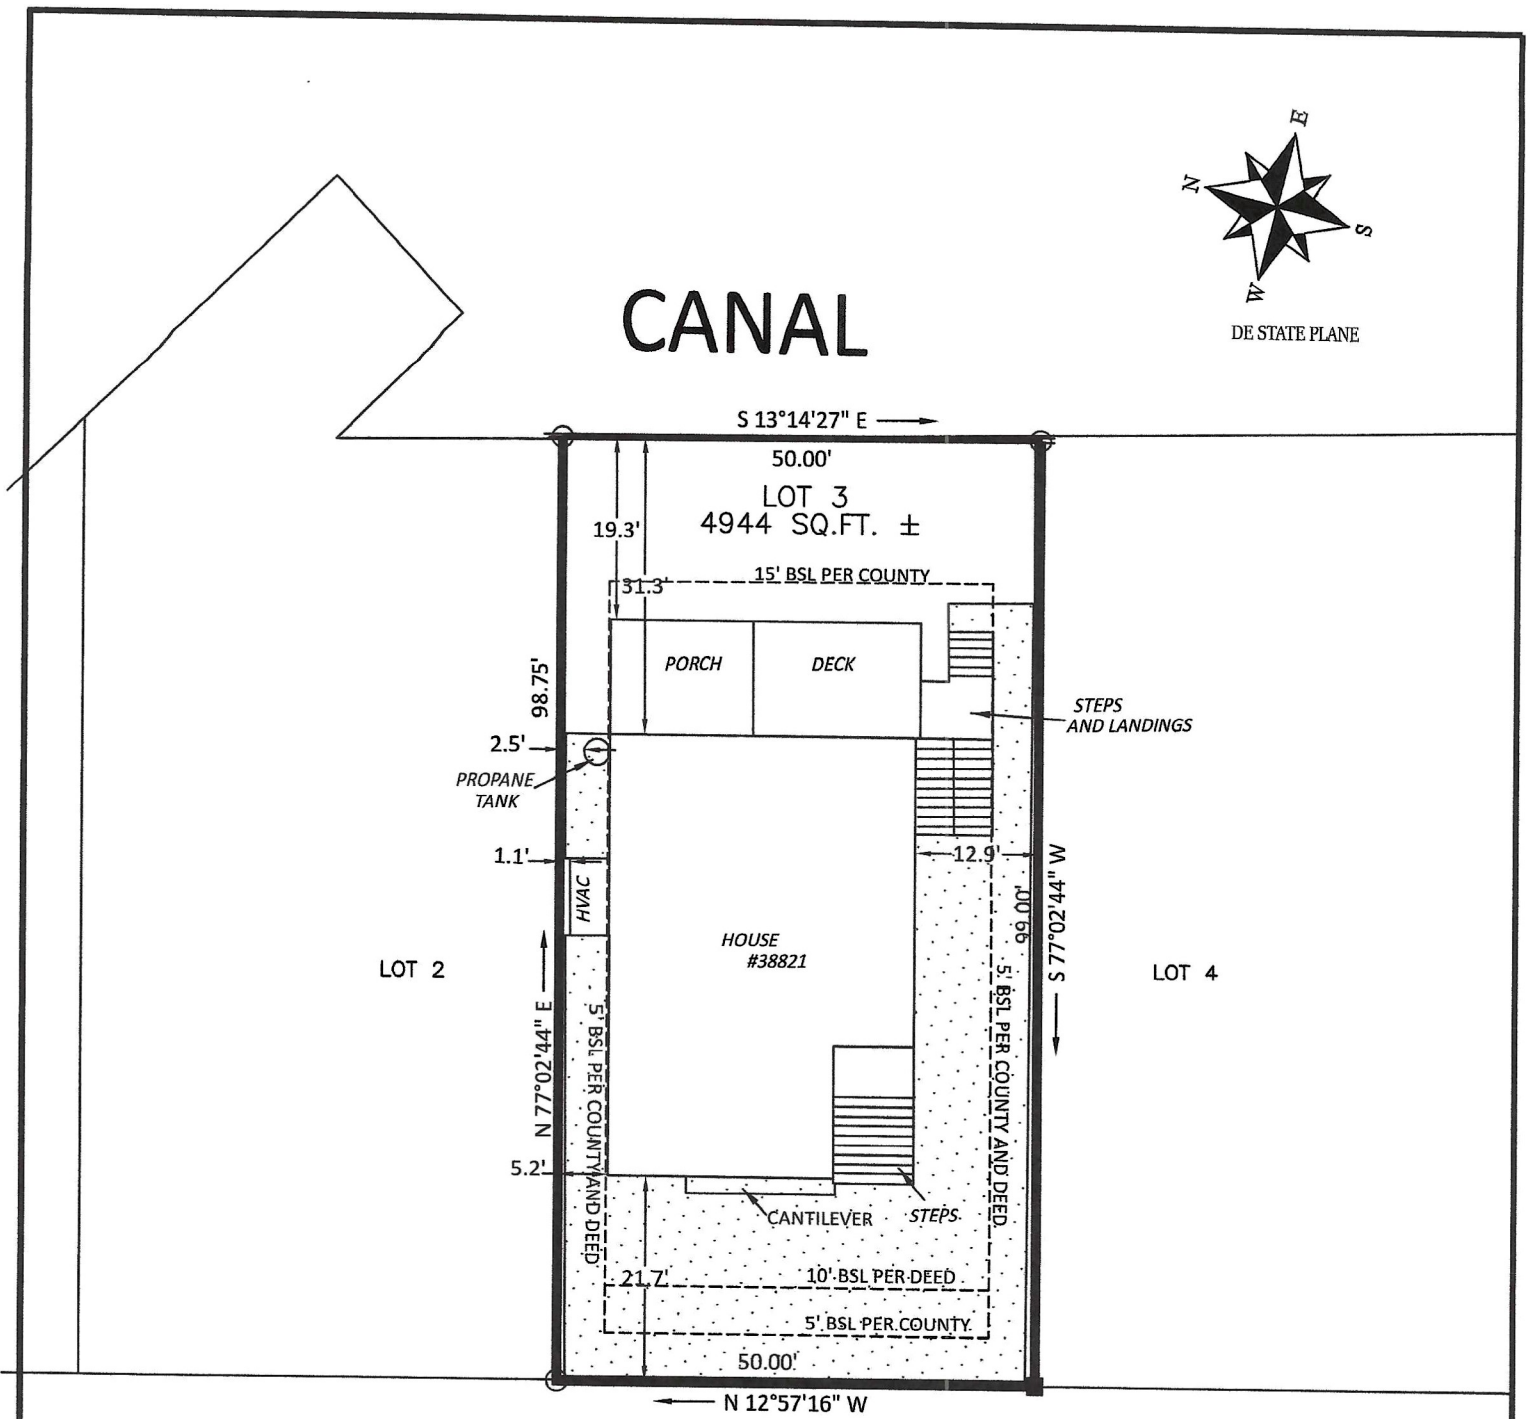 E
N
S
W
DE STATE PLANE
CANAL
S 13°14'27" E
50.00'
LOT 3
4944 SQ.FT. ±
19.3'
15' BSL PER COUNTY
31.3'
PORCH
DECK
98.75'
STEPS
AND LANDINGS
2.5'
PROPANE
TANK
1.1'
12.9'
HVAC
99.00'
S 77°02'44" W
HOUSE
#38821
LOT 2
LOT 4
N 77°02'44" E
5' BSL PER COUNTY AND DEED
5' BSL PER COUNTY AND DEED
5.2'
CANTILEVER
STEPS
21.7'
10' BSL PER DEED
5' BSL PER COUNTY
50.00'
N 12°57'16" W